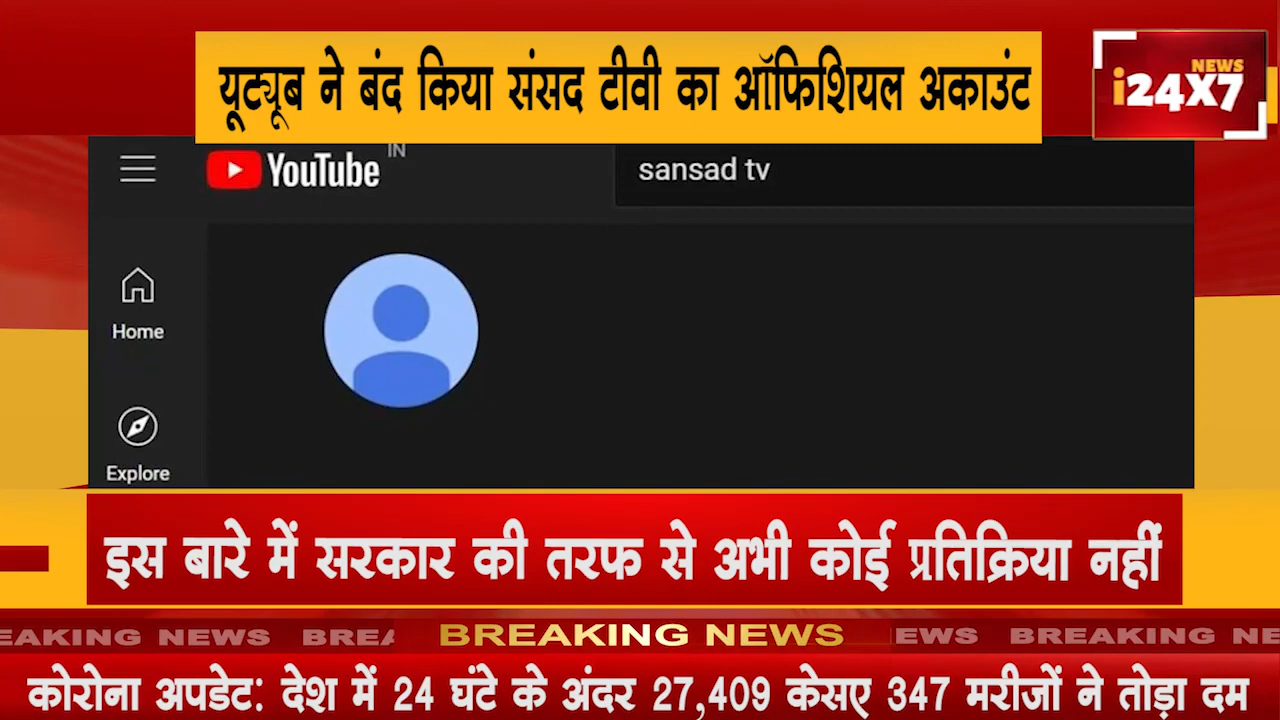 यूट्यूब ने बंद किया संसद टीवी का ऑफिशियल अकाउंट
NEWS
i24X7
IN
YouTube
sansad tv
Home
Explore
इस बारे में सरकार की तरफ से अभी कोई प्रतिक्रिया नहीं
EAKING NEWS BREA BREAKING NEWS EWS BREAKING NE
कोरोना अपडेट: देश में 24 घंटे के अंदर 27,409 केसए 347 मरीजों ने तोड़ा दम